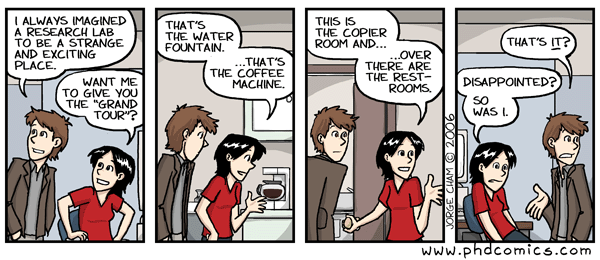 I ALWAYS IMAGINED
A RESEARCH LAB
TO BE A STRANGE
AND EXCITING
PLACE.
WANT ME
TO GIVE YOU
THE "GRAND
TOUR"?
THAT'S
THE WATER
FOUNTAIN.
...THAT'S
THE COFFEE
MACHINE.
THIS IS
THE COPIER
ROOM AND...
...OVER
THERE ARE
THE REST-
ROOMS.
THAT'S IT?
DISAPPOINTED?
SO
WAS I.
JORGE CHAM © 2006
www.phdcomics.com